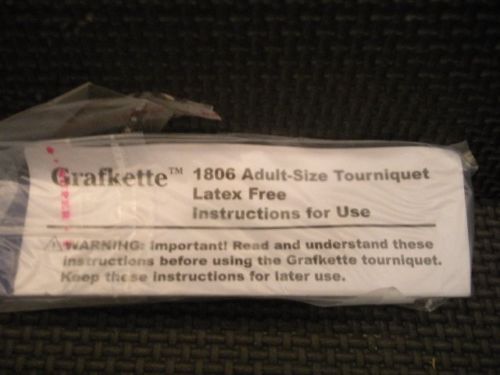 Grafkette™ 1806 Adult-Size Tourniquet
Latex Free
Instructions for Use
⚠WARNING: Important! Read and understand these
instructions before using the Grafkette tourniquet.
Keep these instructions for later use.